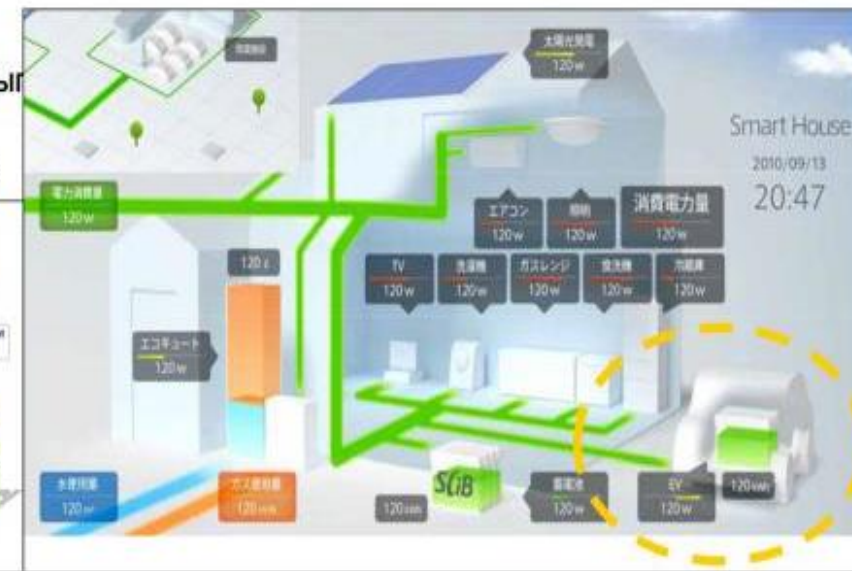 太陽光発電
120w
Smart House
2010/09/13
20:47
電力消費量
120w
エアコン
120w
照明
120w
消費電力量
120w
120ℓ
TV
120w
洗濯機
120w
ガスレンジ
120w
食洗機
120w
冷蔵庫
120w
エコキュート
120w
水使用量
120㎥
ガス使用量
SCiB
120kWh
蓄電池
120w
EV
120w
120kWh